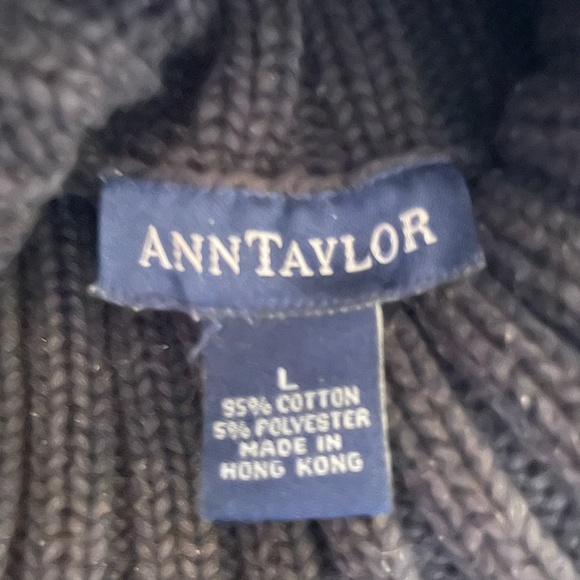 ANNTAYLOR
L
95% COTTON
5% POLYESTER
MADE IN
HONG KONG